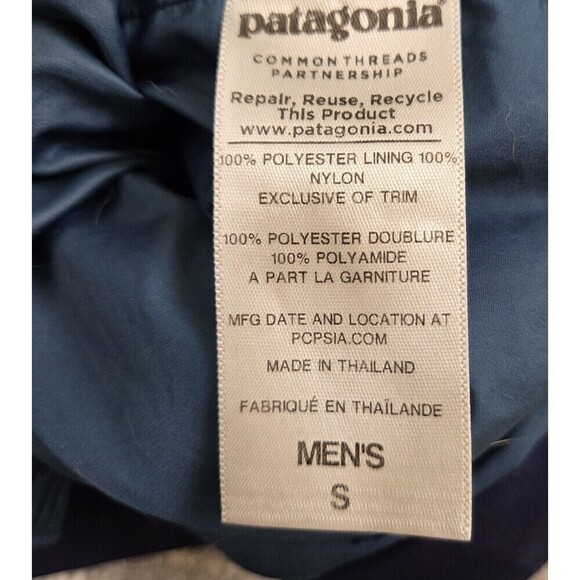 patagonia®
COMMON THREADS
PARTNERSHIP
Repair, Reuse, Recycle
This Product
www.patagonia.com
100% POLYESTER LINING 100%
NYLON
EXCLUSIVE OF TRIM
100% POLYESTER DOUBLURE
100% POLYAMIDE
A PART LA GARNITURE
MFG DATE AND LOCATION AT
PCPSIA.COM
MADE IN THAILAND
FABRIQUÉ EN THAÏLANDE
MEN'S
S